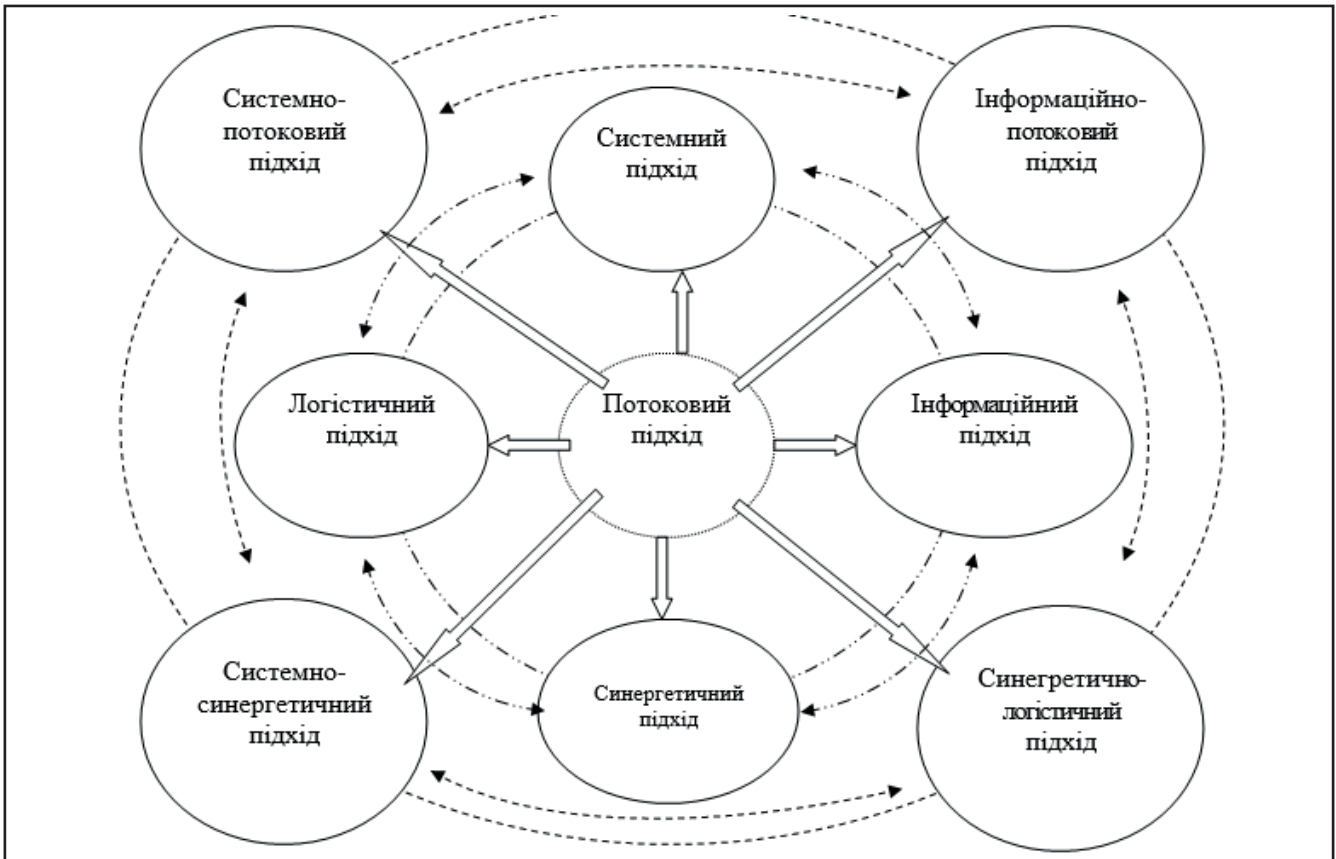 Системно-
потоковий
підхід
Системний
підхід
Інформаційно-
потоковий
підхід
Логістичний
підхід
Потоковий
підхід
Інформаційний
підхід
Системно-
синергетичний
підхід
Синергетичний
підхід
Синегретично-
логістичний
підхід